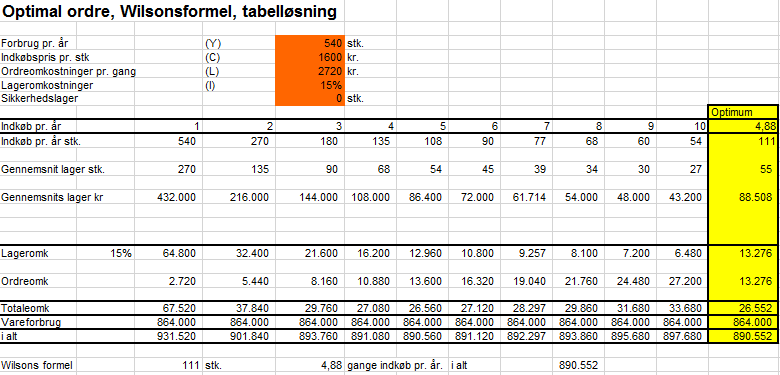 Optimal ordre, Wilsonsformel, tabelløsning
Forbrug pr. år (Y) 540 stk.
Indkøbspris pr. stk (C) 1600 kr.
Ordreomkostninger pr. gang (L) 2720 kr.
Lageromkostninger (I) 15%
Sikkerhedslager 0 stk.
Optimum
Indkøb pr. år 1 2 3 4 5 6 7 8 9 10 4,88
Indkøb pr. år stk. 540 270 180 135 108 90 77 68 60 54 111
Gennemsnit lager stk. 270 135 90 68 54 45 39 34 30 27 55
Gennemsnits lager kr 432.000 216.000 144.000 108.000 86.400 72.000 61.714 54.000 48.000 43.200 88.508
Lageromk 15% 64.800 32.400 21.600 16.200 12.960 10.800 9.257 8.100 7.200 6.480 13.276
Ordreomk 2.720 5.440 8.160 10.880 13.600 16.320 19.040 21.760 24.480 27.200 13.276
Totaleomk 67.520 37.840 29.760 27.080 26.560 27.120 28.297 29.860 31.680 33.680 26.552
Vareforbrug 864.000 864.000 864.000 864.000 864.000 864.000 864.000 864.000 864.000 864.000 864.000
i alt 931.520 901.840 893.760 891.080 890.560 891.120 892.297 893.860 895.680 897.680 890.552
Wilsons formel 111 stk. 4,88 gange indkøb pr. år. i alt 890.552